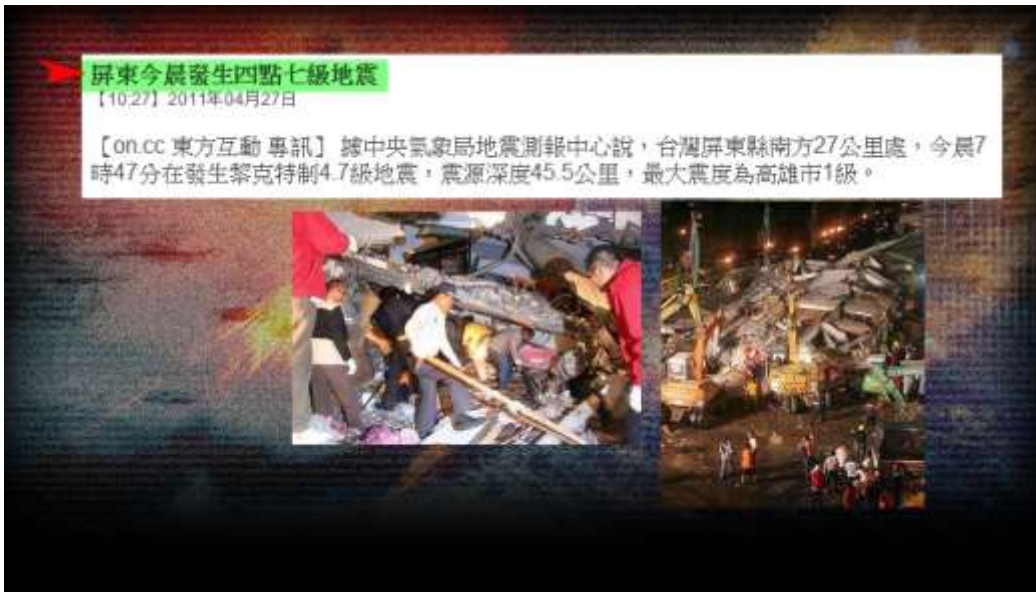 屏東今晨發生四點七級地震
【10:27】2011年04月27日
【on.cc 東方互動 專訊】 據中央氣象局地震測報中心說,台灣屏東縣南方27公里處,今晨7
時47分在發生黎克特制4.7級地震,震源深度45.5公里,最大震度為高雄市1級。